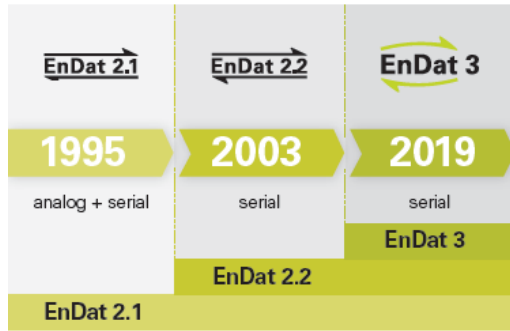 EnDat 2.1 EnDat 2.2 EnDat 3
1995 2003 2019
analog + serial serial serial
EnDat 3
EnDat 2.2
EnDat 2.1